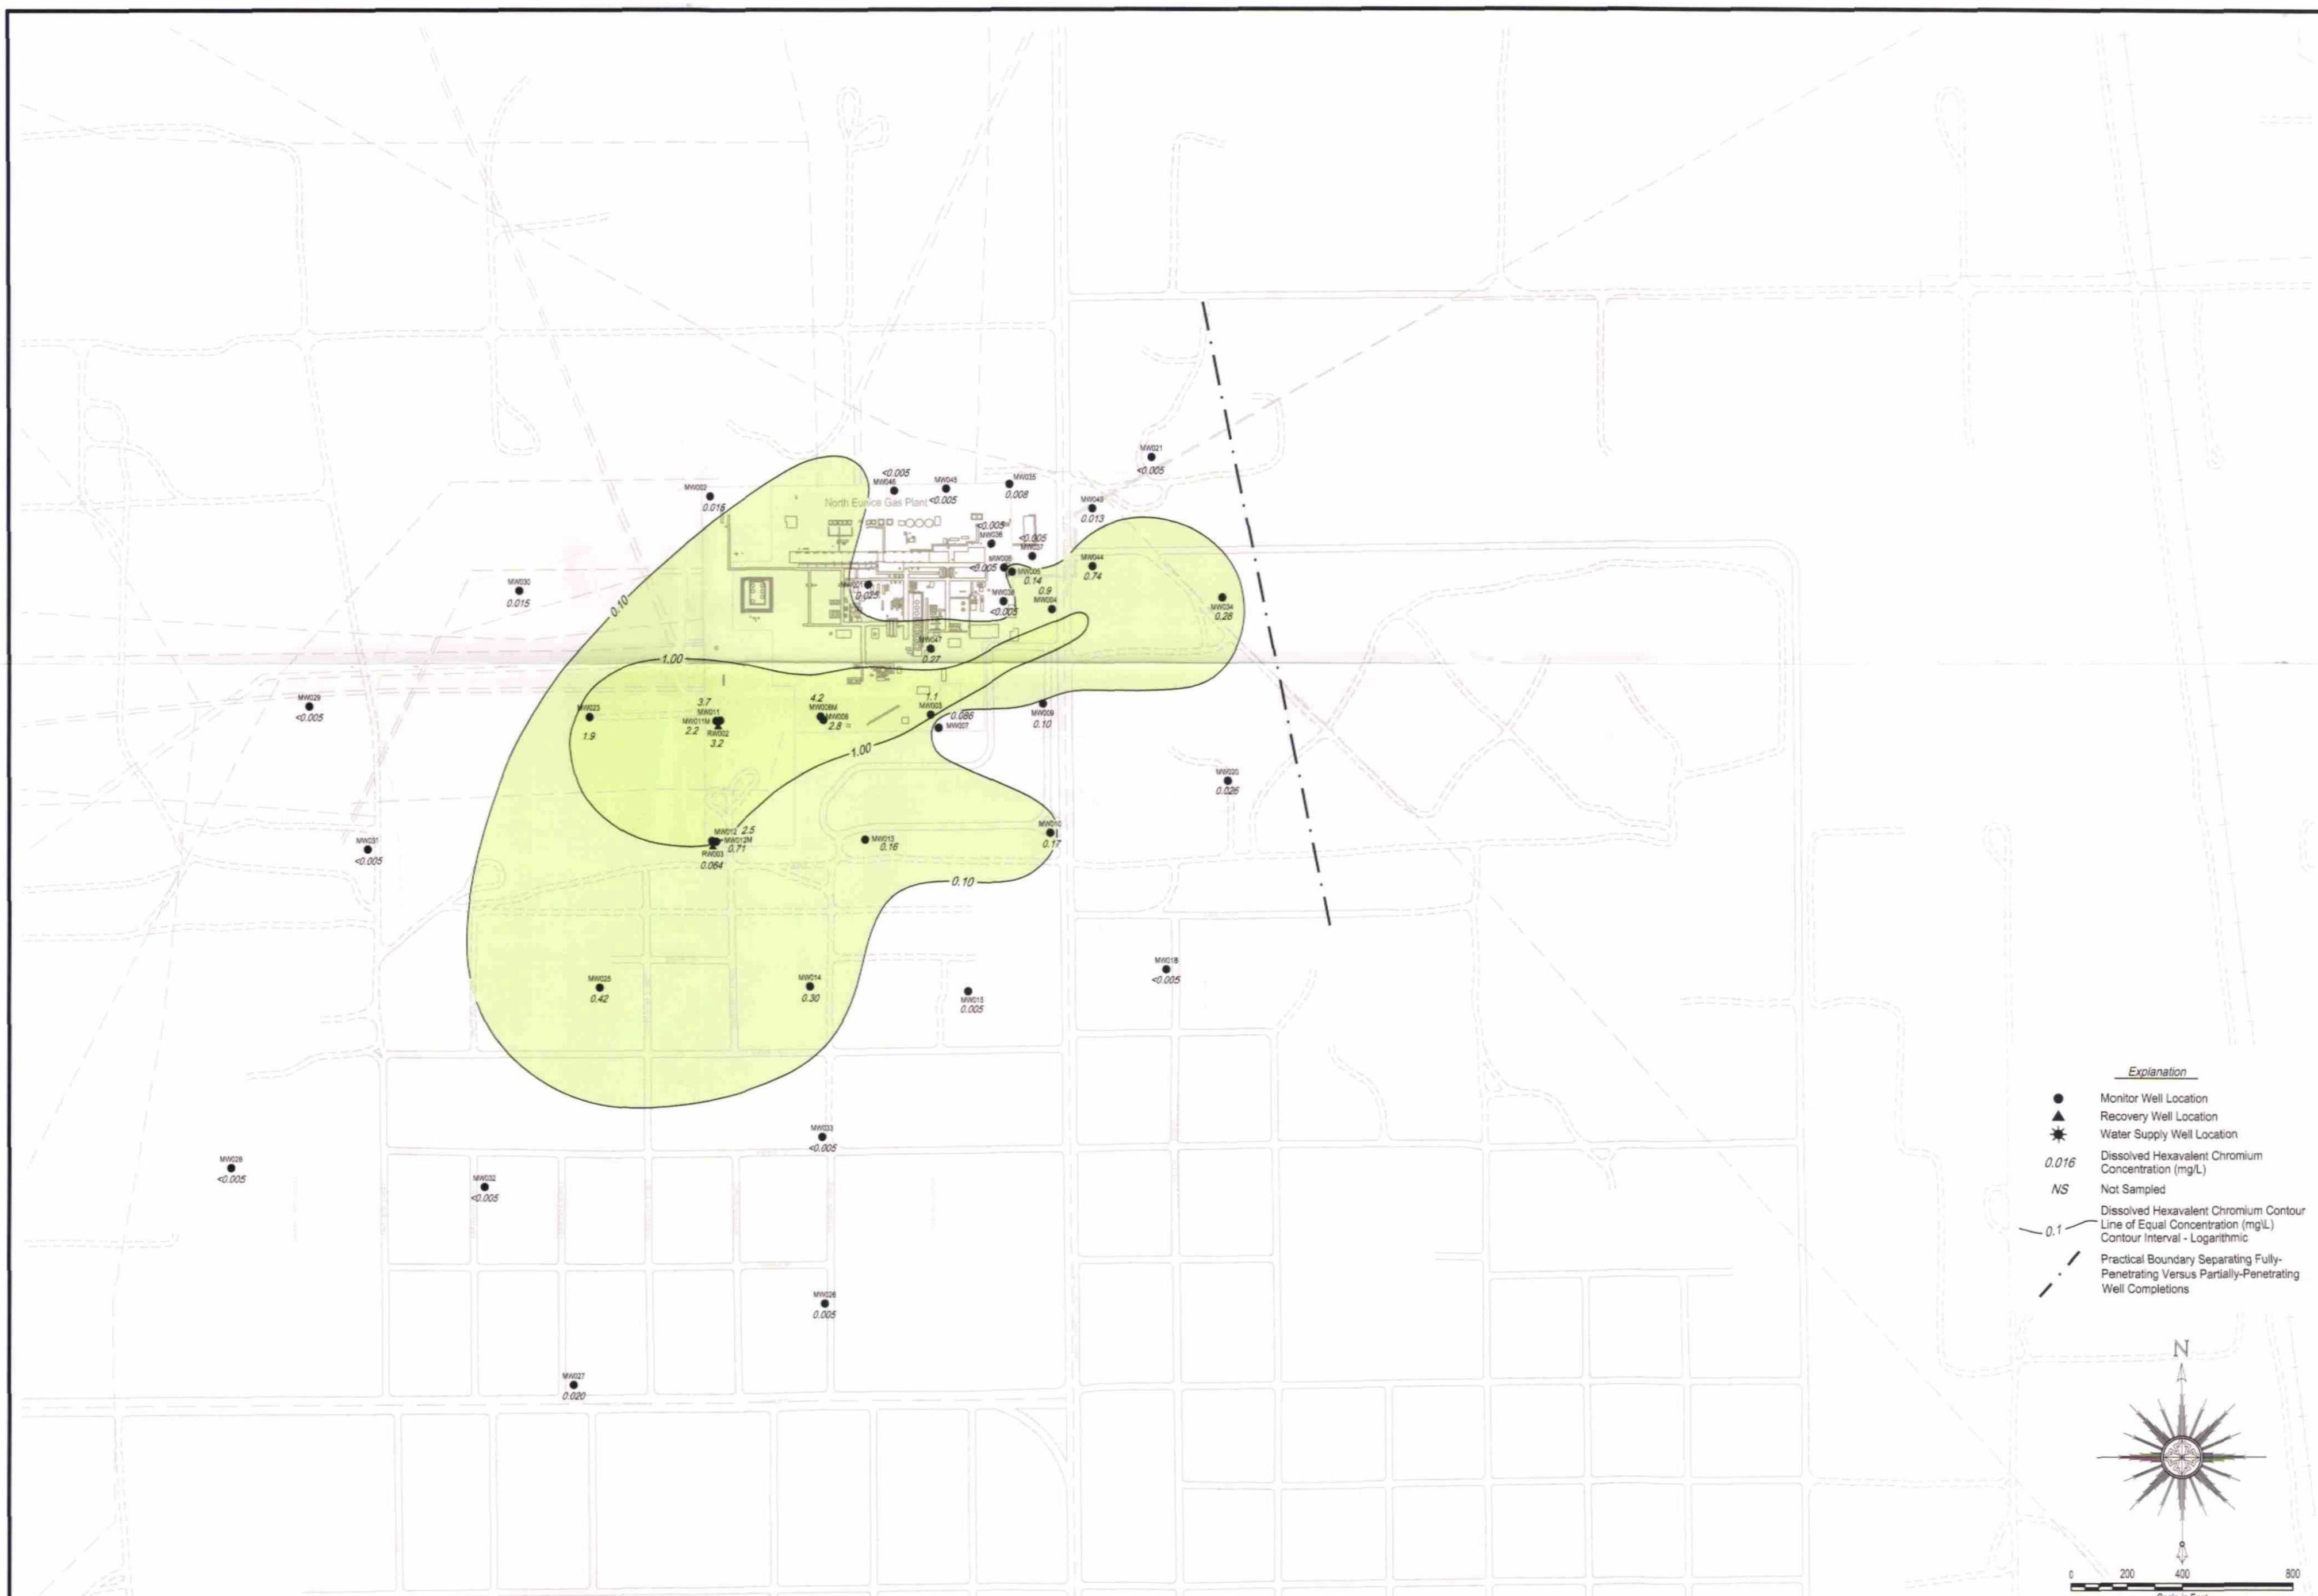 MW021
<0.005
<0.005
MW046
MW045
<0.005
MW035
0.008
North Eunice Gas Plant
MW002
0.015
MW049
0.013
<0.005
MW036
<0.005
MW037
MW044
0.74
<0.005
MW005
0.14
MW001
0.025
<0.005
0.9
MW004
MW034
0.28
MW030
0.015
0.10
MW047
0.27
1.00
MW029
<0.005
MW023
1.9
3.7
MW011
MW011M
2.2
RW002
3.2
4.2
MW006
2.8
1.1
MW003
0.086
MW007
MW009
0.10
1.00
MW020
0.026
MW031
<0.005
MW012
2.5
MW012M
0.71
RW003
0.064
MW013
0.16
MW010
0.17
0.10
MW025
0.42
MW014
0.30
MW015
0.005
MW018
<0.005
MW033
<0.005
MW028
<0.005
MW032
<0.005
MW026
0.005
MW027
0.020
Explanation
Monitor Well Location
Recovery Well Location
Water Supply Well Location
0.016
Dissolved Hexavalent Chromium
Concentration (mg/L)
NS
Not Sampled
0.1
Dissolved Hexavalent Chromium Contour
Line of Equal Concentration (mg\L)
Contour Interval - Logarithmic
Practical Boundary Separating Fully-
Penetrating Versus Partially-Penetrating
Well Completions
N
0 200 400 800